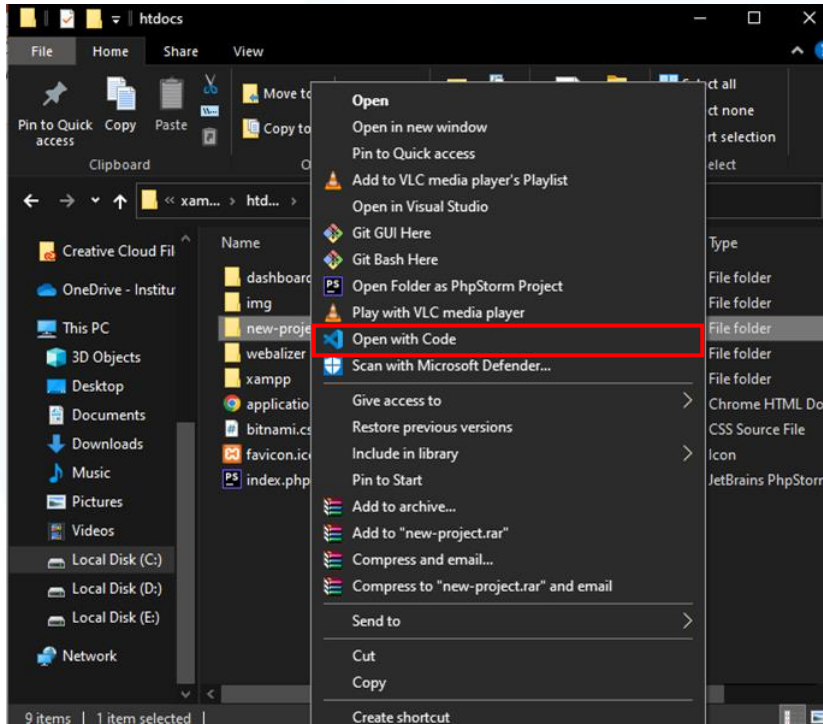 htdocs
File Home Share View
Pin to Quick access
Copy
Paste
Move to
Copy to
Clipboard
xam... > htd... >
Creative Cloud Fil
OneDrive - Institu
This PC
3D Objects
Desktop
Documents
Downloads
Music
Pictures
Videos
Local Disk (C:)
Local Disk (D:)
Local Disk (E:)
Network
Name
dashboard
img
new-proje
webalizer
xampp
applicatio
bitnami.cs
favicon.ic
index.php
Open
Open in new window
Pin to Quick access
Add to VLC media player's Playlist
Open in Visual Studio
Git GUI Here
Git Bash Here
PS Open Folder as PhpStorm Project
Play with VLC media player
Open with Code
Scan with Microsoft Defender...
Give access to
Restore previous versions
Include in library
Pin to Start
Add to archive...
Add to "new-project.rar"
Compress and email...
Compress to "new-project.rar" and email
Send to
Cut
Copy
Create shortcut
Type
File folder
File folder
File folder
File folder
File folder
Chrome HTML Do
CSS Source File
Icon
JetBrains PhpStorr
9 items | 1 item selected |